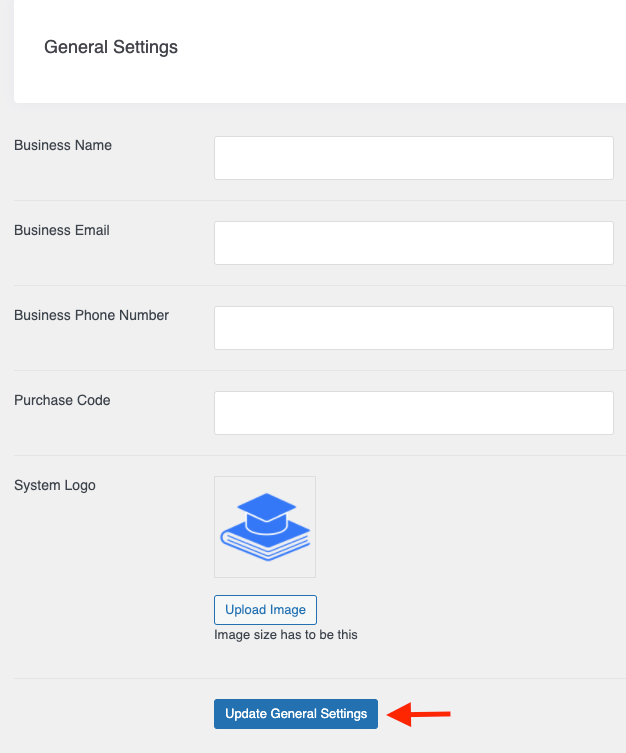 General Settings
Business Name
Business Email
Business Phone Number
Purchase Code
System Logo
Upload Image
Image size has to be this
Update General Settings